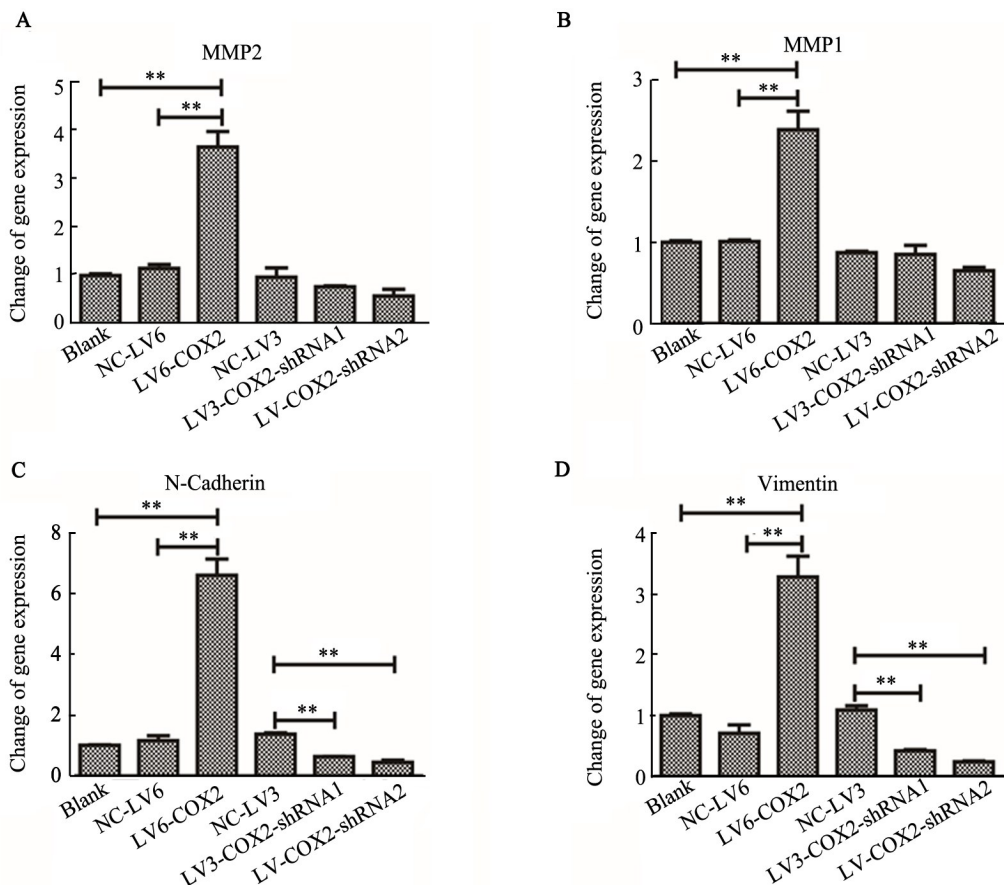 A
MMP2
Change of gene expression
5
4
3
2
1
0
**
**
Blank
NC-LV6
LV6-COX2
NC-LV3
LV3-COX2-shRNA1
LV-COX2-shRNA2
B
MMP1
Change of gene expression
3
2
1
0
**
**
Blank
NC-LV6
LV6-COX2
NC-LV3
LV3-COX2-shRNA1
LV-COX2-shRNA2
C
N-Cadherin
Change of gene expression
8
6
4
2
0
**
**
**
**
Blank
NC-LV6
LV6-COX2
NC-LV3
LV3-COX2-shRNA1
LV-COX2-shRNA2
D
Vimentin
Change of gene expression
4
3
2
1
0
**
**
**
**
Blank
NC-LV6
LV6-COX2
NC-LV3
LV3-COX2-shRNA1
LV-COX2-shRNA2